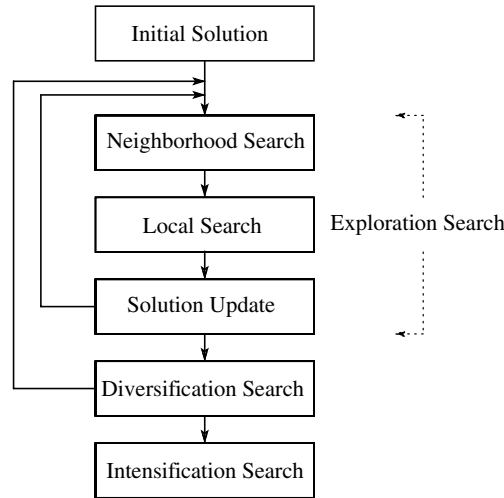 Initial Solution
Neighborhood Search
Local Search
Exploration Search
Solution Update
Diversification Search
Intensification Search